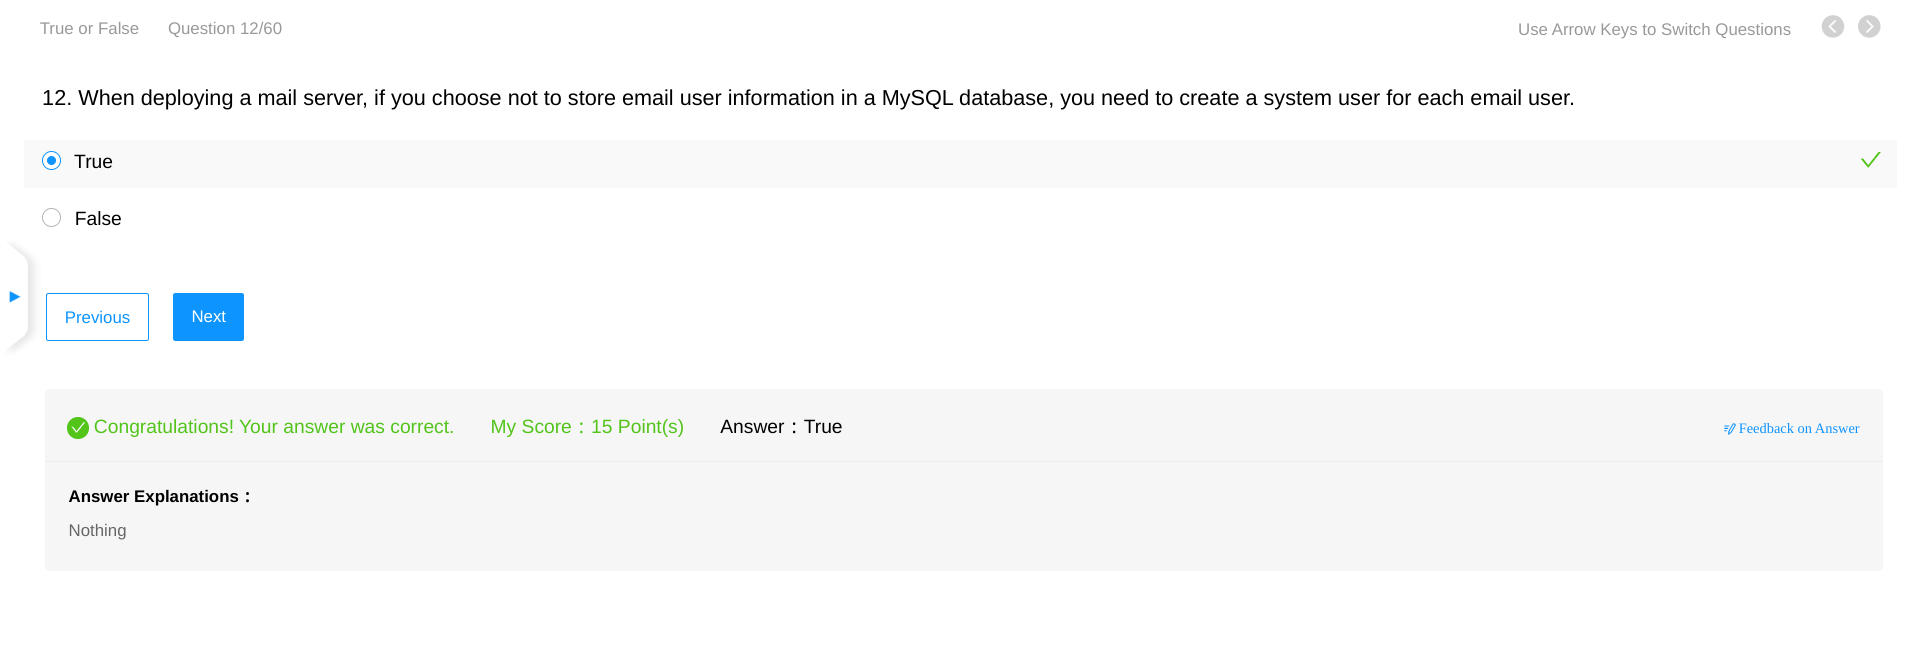 True or False Question 12/60 Use Arrow Keys to Switch Questions
12. When deploying a mail server, if you choose not to store email user information in a MySQL database, you need to create a system user for each email user.
True
False
Previous Next
Congratulations! Your answer was correct. My Score：15 Point(s) Answer：True Feedback on Answer
Answer Explanations：
Nothing